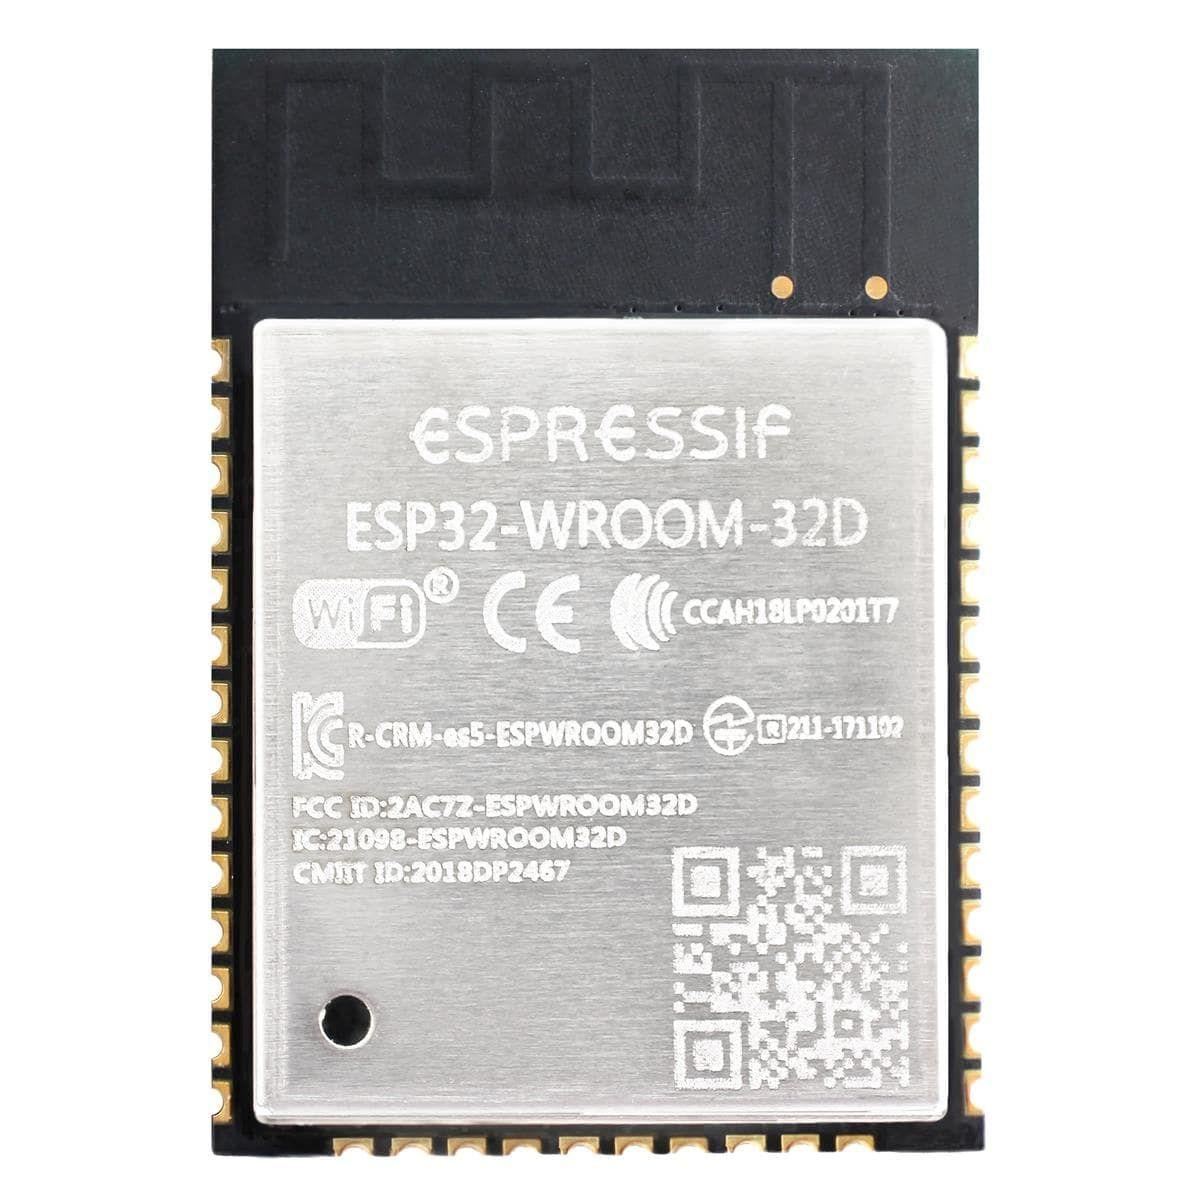 ESPRESSIF
ESP32-WROOM-32D
WiFi® CE CCAH18LP0201T7
R-CRM-es5-ESPWROOM32D R 211-171102
FCC ID:2AC7Z-ESPWROOM32D
IC:21098-ESPWROOM32D
CMIIT ID:2018DP2467